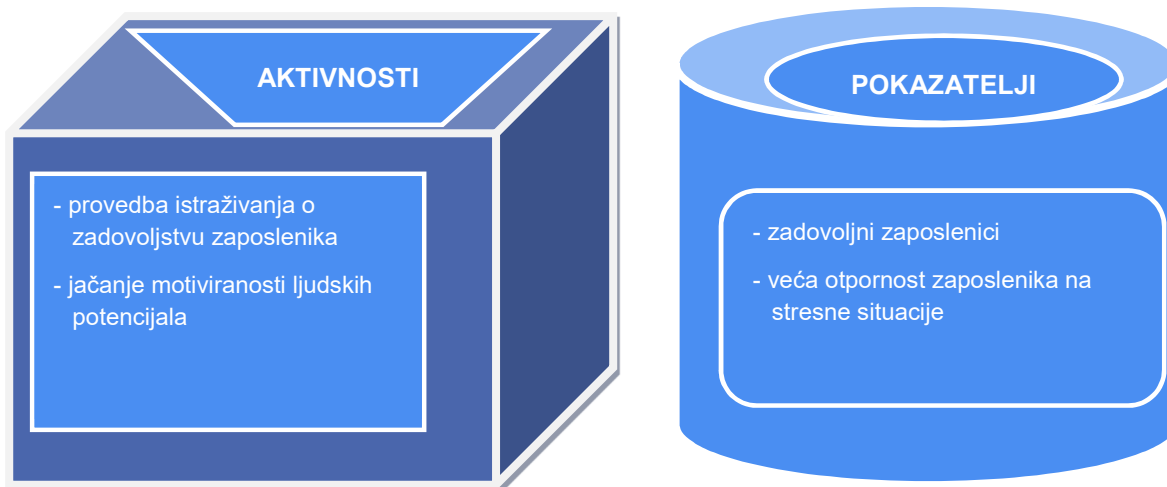 AKTIVNOSTI
- provedba istraživanja o
zadovoljstvu zaposlenika
- jačanje motiviranosti ljudskih
potencijala
POKAZATELJI
- zadovoljni zaposlenici
- veća otpornost zaposlenika na
stresne situacije